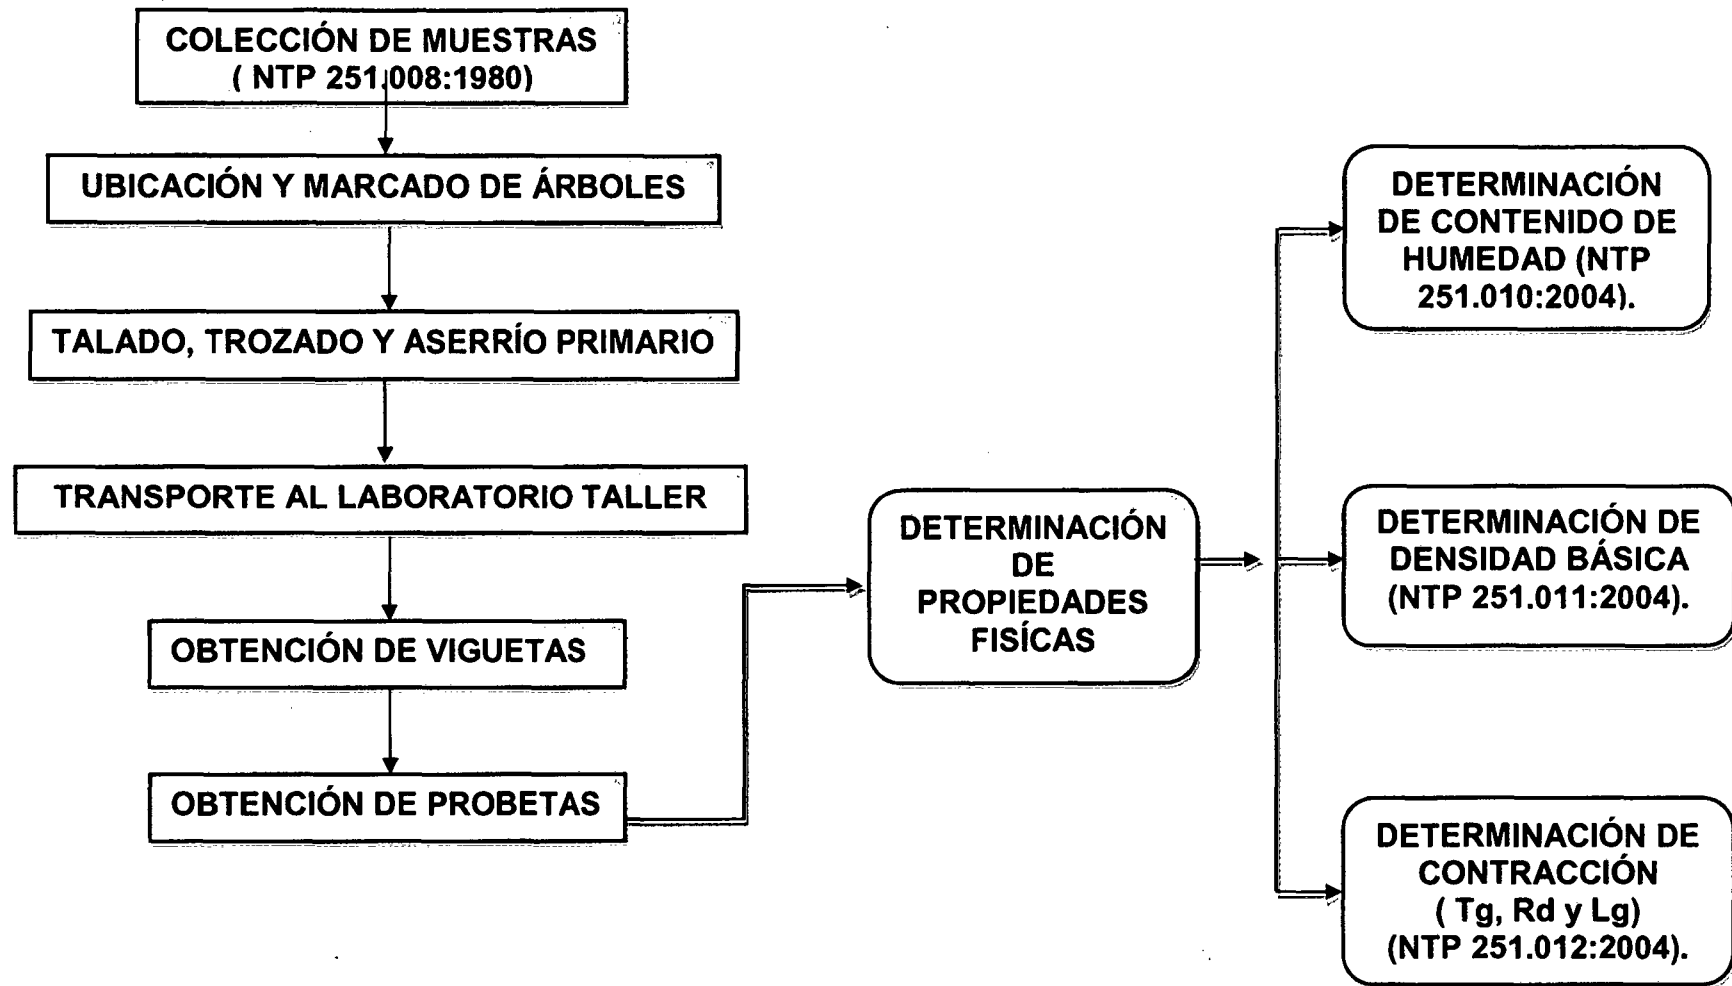 COLECCIÓN DE MUESTRAS
( NTP 251.008:1980)
UBICACIÓN Y MARCADO DE ÁRBOLES
TALADO, TROZADO Y ASERRÍO PRIMARIO
TRANSPORTE AL LABORATORIO TALLER
OBTENCIÓN DE VIGUETAS
OBTENCIÓN DE PROBETAS
DETERMINACIÓN
DE
PROPIEDADES
FISÍCAS
DETERMINACIÓN
DE CONTENIDO DE
HUMEDAD (NTP
251.010:2004).
DETERMINACIÓN DE
DENSIDAD BÁSICA
(NTP 251.011:2004).
DETERMINACIÓN DE
CONTRACCIÓN
( Tg, Rd y Lg)
(NTP 251.012:2004).